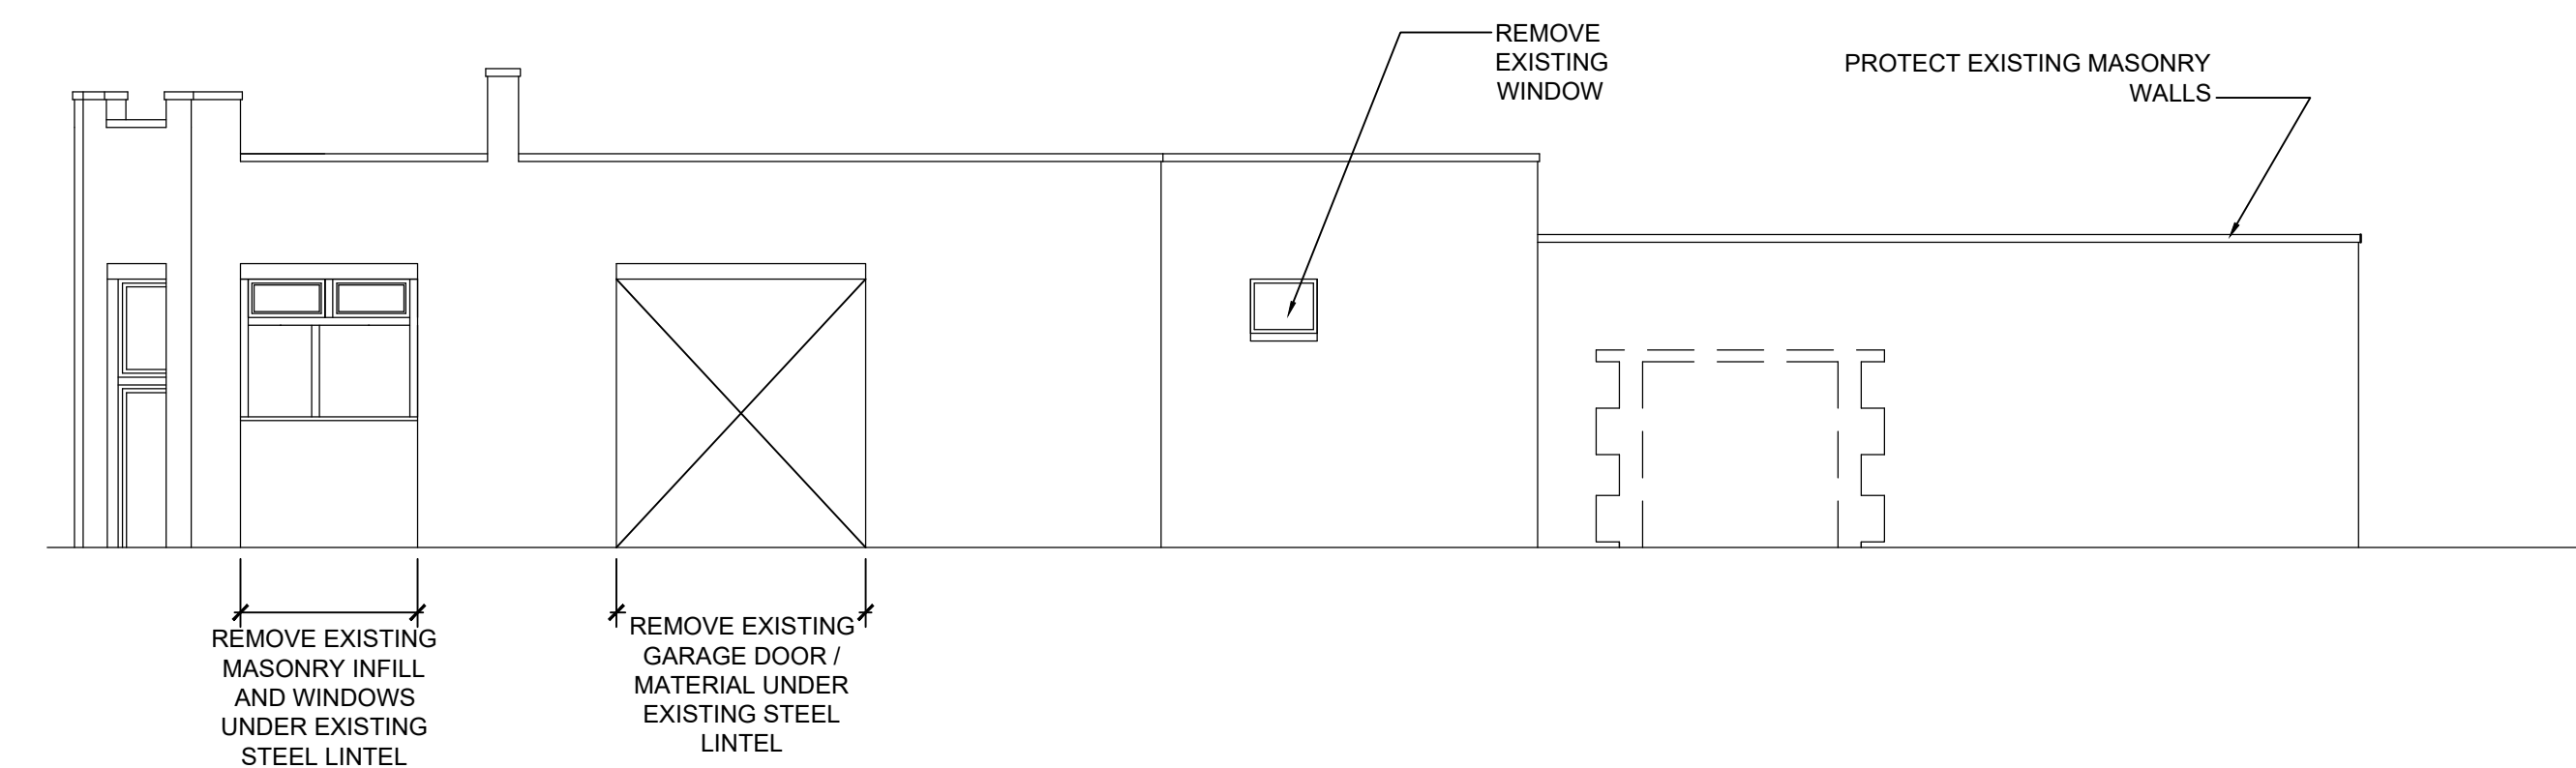 REMOVE
EXISTING
WINDOW
PROTECT EXISTING MASONRY
WALLS
REMOVE EXISTING
MASONRY INFILL
AND WINDOWS
UNDER EXISTING
STEEL LINTEL
REMOVE EXISTING
GARAGE DOOR /
MATERIAL UNDER
EXISTING STEEL
LINTEL